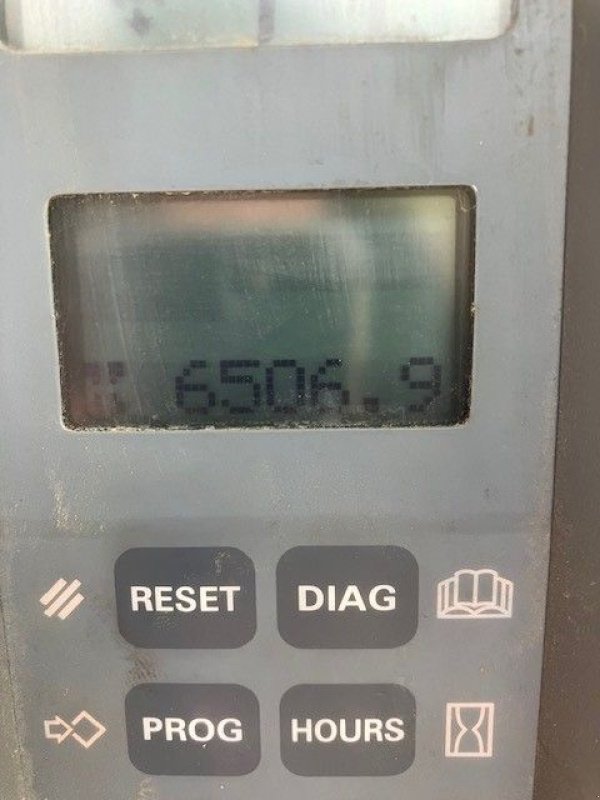 H 6506.9
RESET DIAG
PROG HOURS